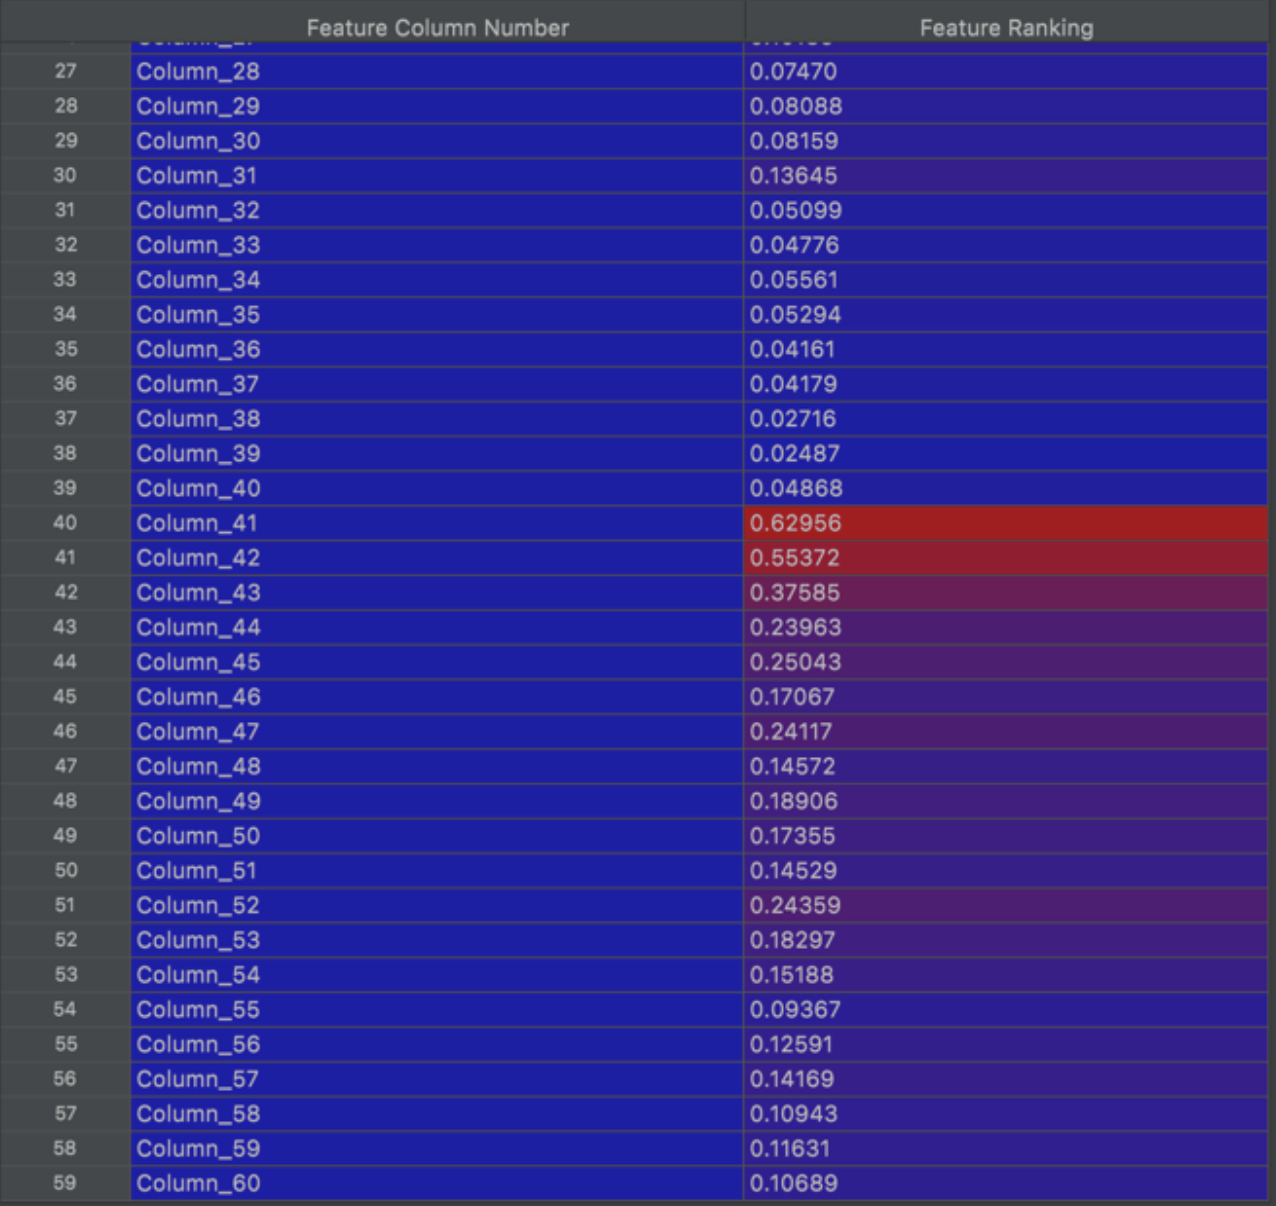 Feature Column Number Feature Ranking
27 Column_28 0.07470
28 Column_29 0.08088
29 Column_30 0.08159
30 Column_31 0.13645
31 Column_32 0.05099
32 Column_33 0.04776
33 Column_34 0.05561
34 Column_35 0.05294
35 Column_36 0.04161
36 Column_37 0.04179
37 Column_38 0.02716
38 Column_39 0.02487
39 Column_40 0.04868
40 Column_41 0.62956
41 Column_42 0.55372
42 Column_43 0.37585
43 Column_44 0.23963
44 Column_45 0.25043
45 Column_46 0.17067
46 Column_47 0.24117
47 Column_48 0.14572
48 Column_49 0.18906
49 Column_50 0.17355
50 Column_51 0.14529
51 Column_52 0.24359
52 Column_53 0.18297
53 Column_54 0.15188
54 Column_55 0.09367
55 Column_56 0.12591
56 Column_57 0.14169
57 Column_58 0.10943
58 Column_59 0.11631
59 Column_60 0.10689